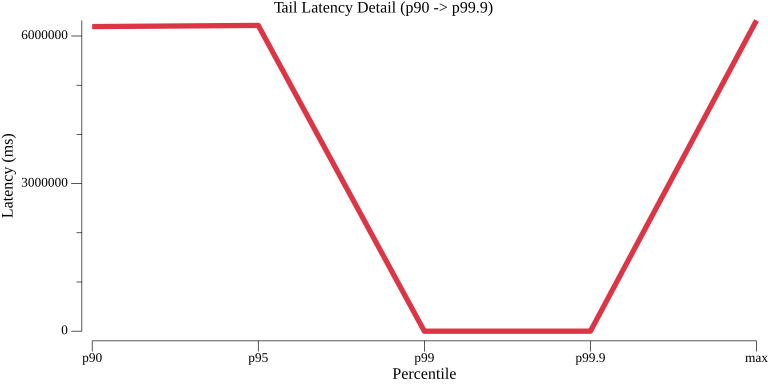 Tail Latency Detail (p90 -> p99.9)
6000000
3000000
0
Latency (ms)
p90
p95
p99
p99.9
max
Percentile